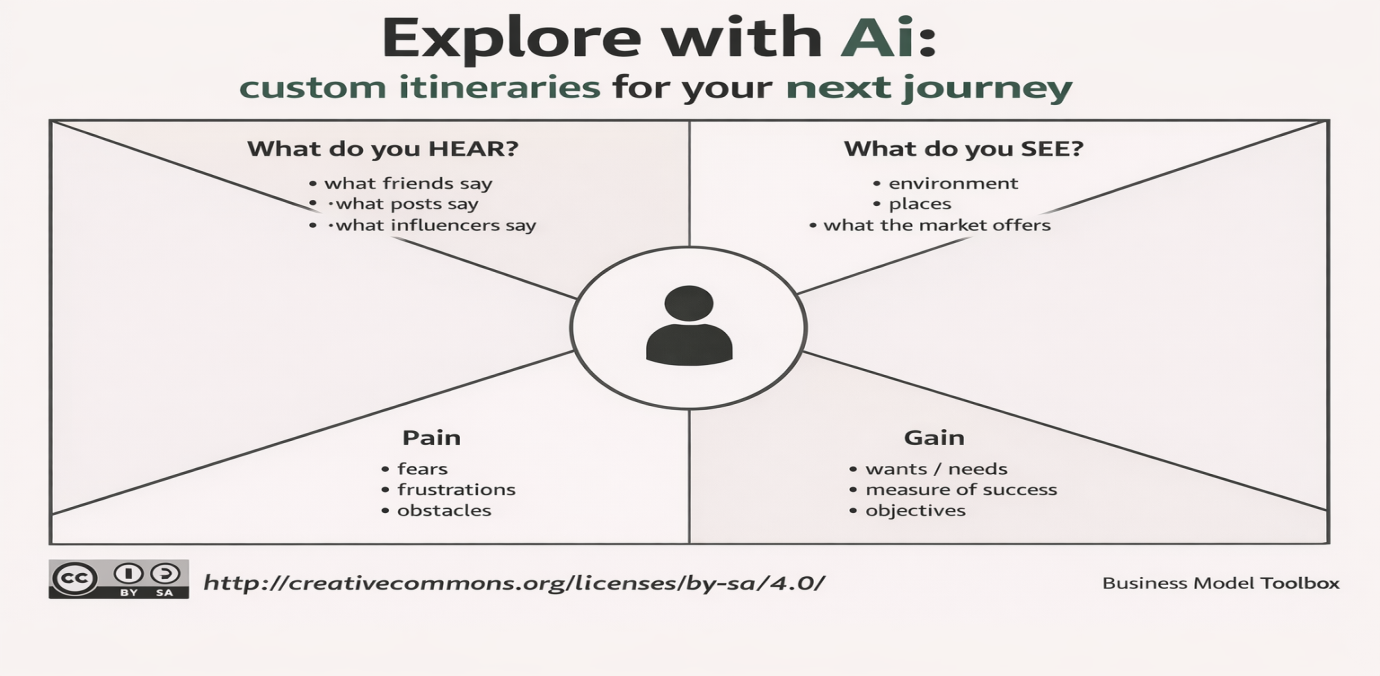 Explore with Ai:
custom itineraries for your next journey
What do you HEAR?
• what friends say
• ·what posts say
• ·what influencers say
What do you SEE?
• environment
• places
• what the market offers
Pain
• fears
• frustrations
• obstacles
Gain
• wants / needs
• measure of success
• objectives
cc BY SA
http://creativecommons.org/licenses/by-sa/4.0/
Business Model Toolbox